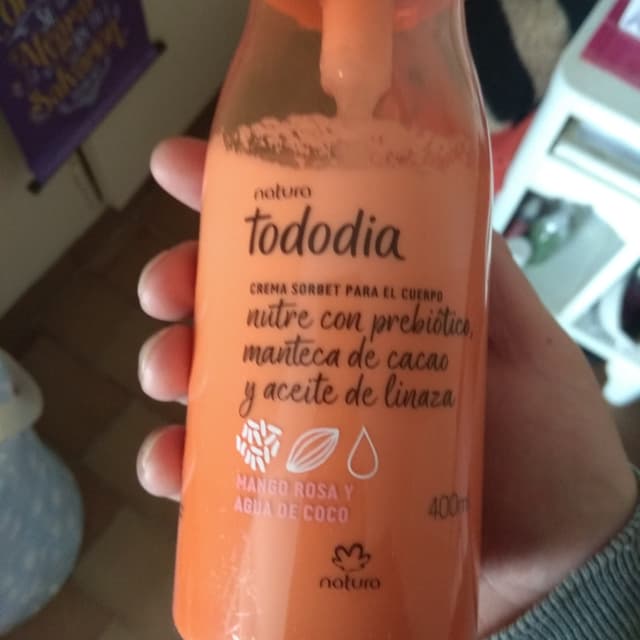 natura
tododia
CREMA SORBET PARA EL CUERPO
nutre con prebiótico,
manteca de cacao
y aceite de linaza
MANGO ROSA Y
AGUA DE COCO
400m
natura